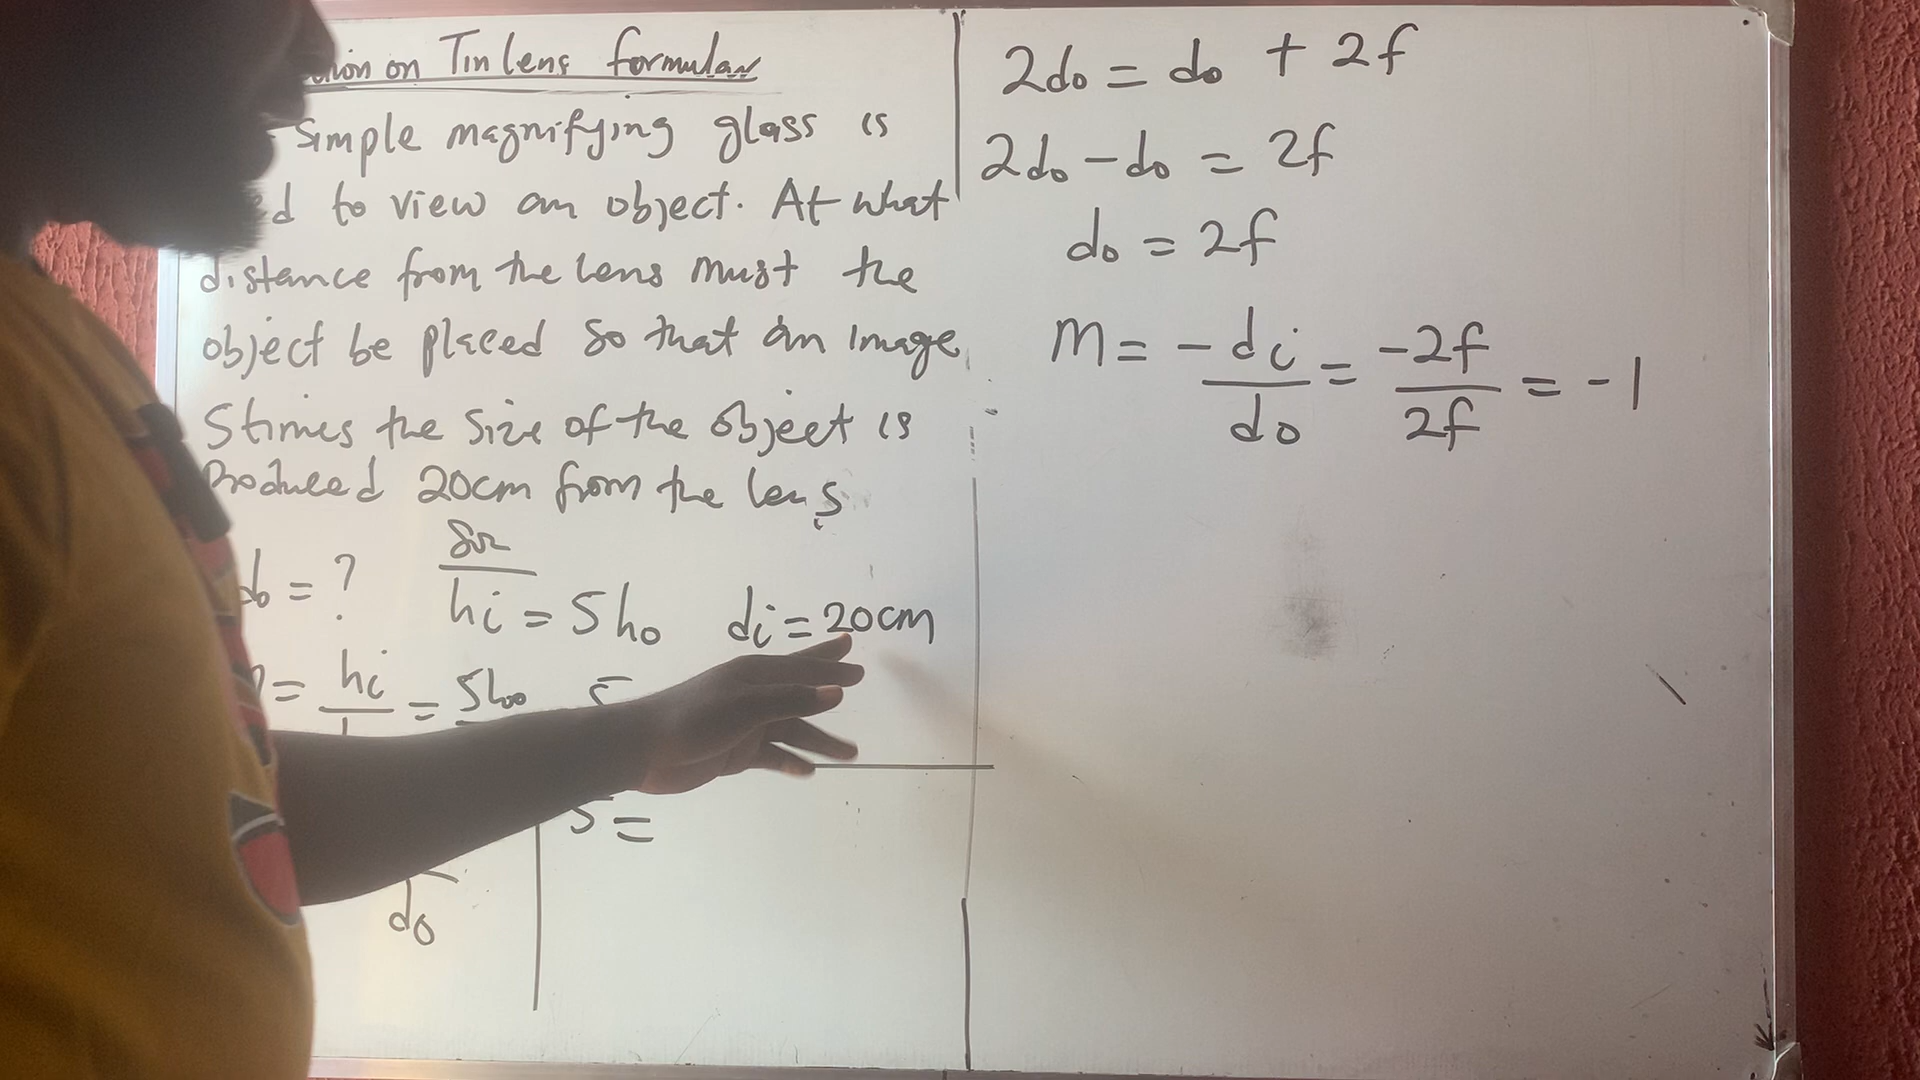 on Tin lens formular
Simple magnifying glass is
to view an object. At what
distance from the lens must the
object be placed so that an image
5times the size of the object is
Produced 20cm from the lens
do = ?
hi = 5ho di = 20cm
= hi = 5ho 5
5 =
do
2do = do + 2f
2do - do = 2f
do = 2f
M = -di/do = -2f/2f = -1